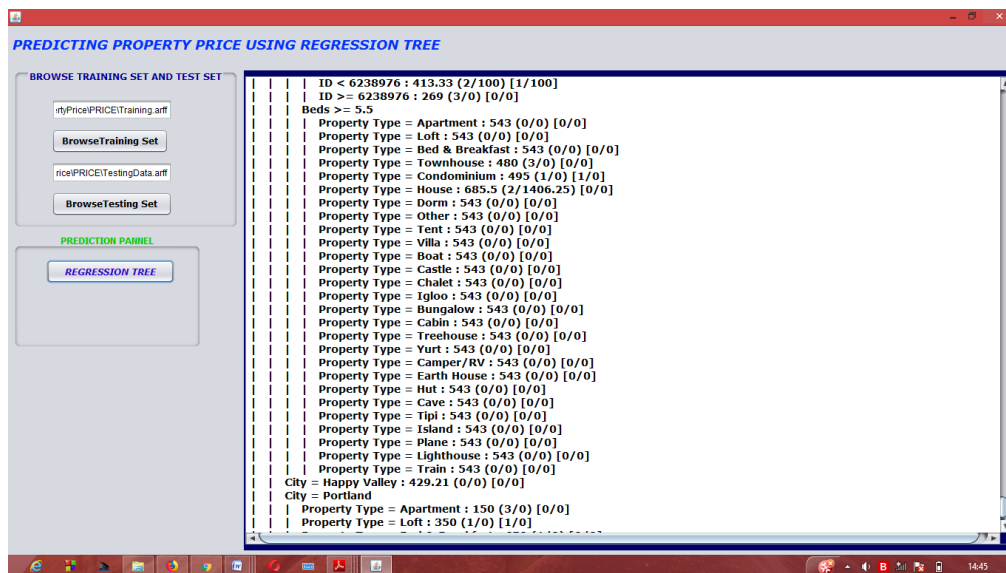 PREDICTING PROPERTY PRICE USING REGRESSION TREE
BROWSE TRAINING SET AND TEST SET
rtyPrice\PRICE\Training.arff
BrowseTraining Set
rice\PRICE\TestingData.arff
BrowseTesting Set
PREDICTION PANNEL
REGRESSION TREE
| | | | ID < 6238976 : 413.33 (2/100) [1/100]
| | | | ID >= 6238976 : 269 (3/0) [0/0]
| | | Beds >= 5.5
| | | | Property Type = Apartment : 543 (0/0) [0/0]
| | | | Property Type = Loft : 543 (0/0) [0/0]
| | | | Property Type = Bed & Breakfast : 543 (0/0) [0/0]
| | | | Property Type = Townhouse : 480 (3/0) [0/0]
| | | | Property Type = Condominium : 495 (1/0) [1/0]
| | | | Property Type = House : 685.5 (2/1406.25) [0/0]
| | | | Property Type = Dorm : 543 (0/0) [0/0]
| | | | Property Type = Other : 543 (0/0) [0/0]
| | | | Property Type = Tent : 543 (0/0) [0/0]
| | | | Property Type = Villa : 543 (0/0) [0/0]
| | | | Property Type = Boat : 543 (0/0) [0/0]
| | | | Property Type = Castle : 543 (0/0) [0/0]
| | | | Property Type = Chalet : 543 (0/0) [0/0]
| | | | Property Type = Igloo : 543 (0/0) [0/0]
| | | | Property Type = Bungalow : 543 (0/0) [0/0]
| | | | Property Type = Cabin : 543 (0/0) [0/0]
| | | | Property Type = Treehouse : 543 (0/0) [0/0]
| | | | Property Type = Yurt : 543 (0/0) [0/0]
| | | | Property Type = Camper/RV : 543 (0/0) [0/0]
| | | | Property Type = Earth House : 543 (0/0) [0/0]
| | | | Property Type = Hut : 543 (0/0) [0/0]
| | | | Property Type = Cave : 543 (0/0) [0/0]
| | | | Property Type = Tipi : 543 (0/0) [0/0]
| | | | Property Type = Island : 543 (0/0) [0/0]
| | | | Property Type = Plane : 543 (0/0) [0/0]
| | | | Property Type = Lighthouse : 543 (0/0) [0/0]
| | | | Property Type = Train : 543 (0/0) [0/0]
| | City = Happy Valley : 429.21 (0/0) [0/0]
| | City = Portland
| | | Property Type = Apartment : 150 (3/0) [0/0]
| | | Property Type = Loft : 350 (1/0) [1/0]
14:45